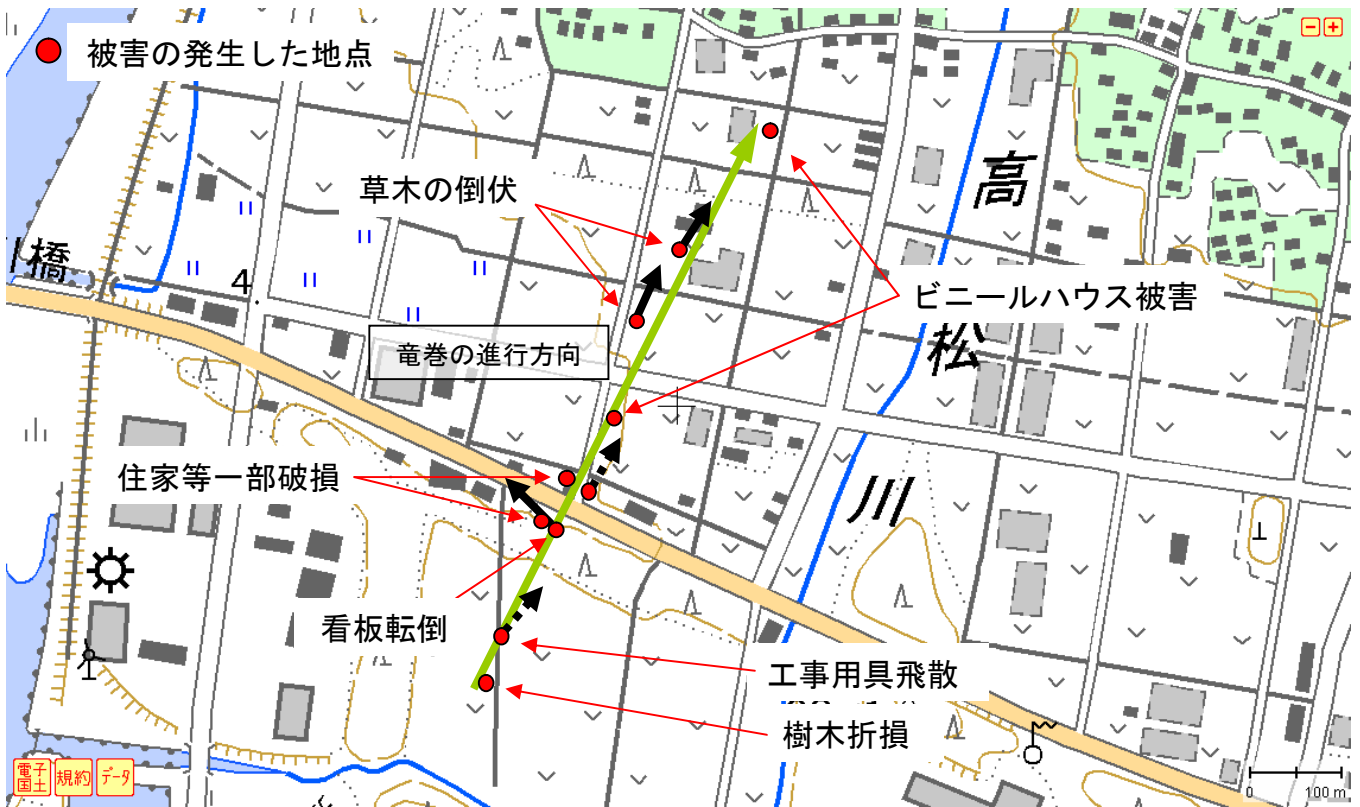 被害の発生した地点
高
草木の倒伏
橋
4.
ビニールハウス被害
松
竜巻の進行方向
住家等一部破損
川
看板転倒
工事用具飛散
樹木折損
電子国土
規約
データ
0 100 m